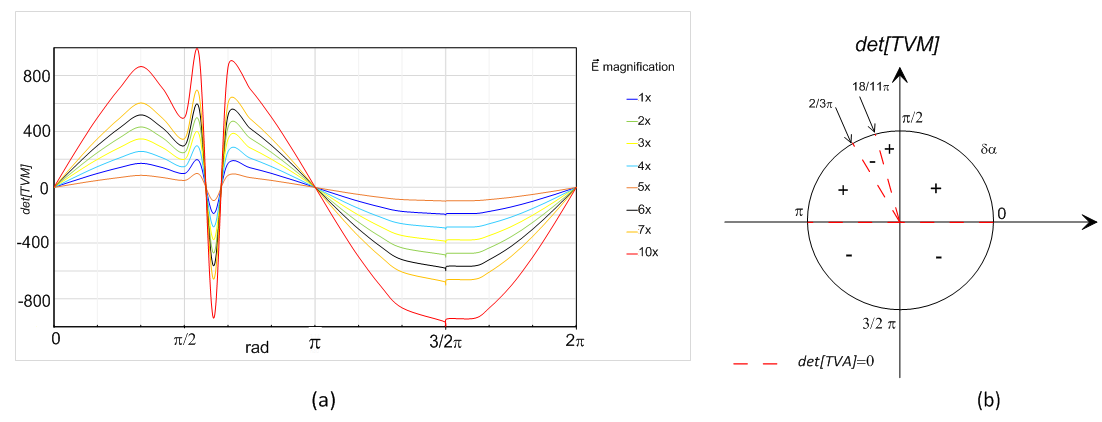 800
400
0
-400
-800
det[TVM]
0
π/2
rad
π
3/2π
2π
E⃗ magnification
1x
2x
3x
4x
5x
6x
7x
10x
(a)
det[TVM]
18/11π
2/3π
π/2
δα
+
-
+
+
π
0
-
-
3/2 π
det[TVA]=0
(b)